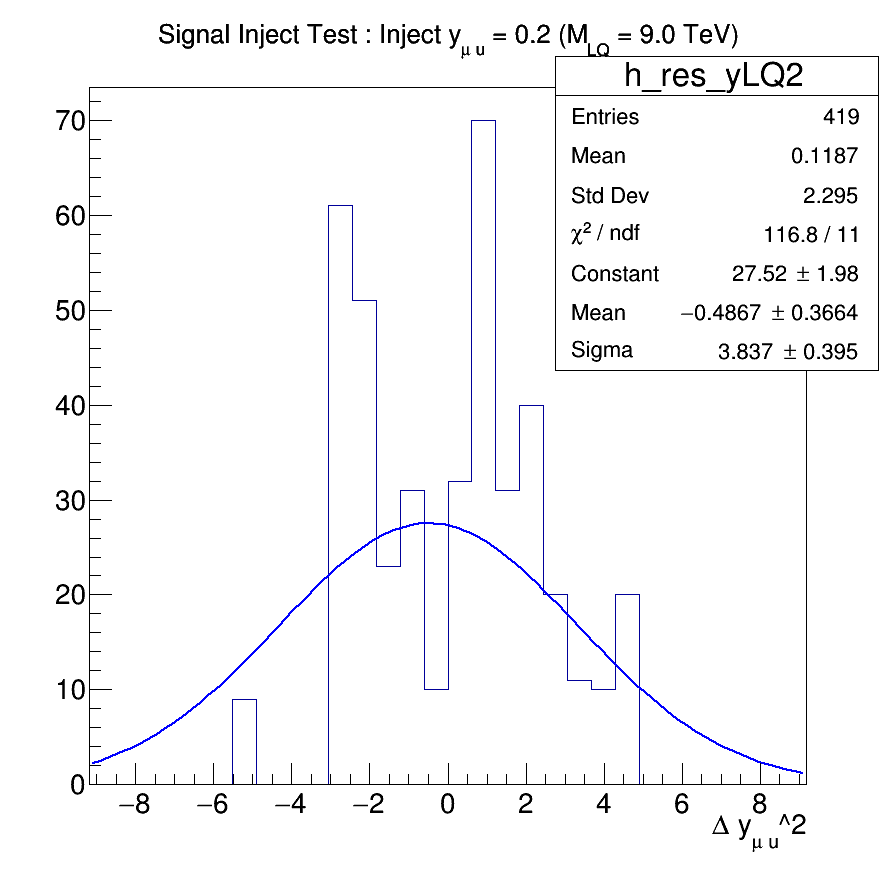 Signal Inject Test : Inject y_μu = 0.2 (M_LQ = 9.0 TeV)
h_res_yLQ2
Entries 419
Mean 0.1187
Std Dev 2.295
χ² / ndf 116.8 / 11
Constant 27.52 ± 1.98
Mean −0.4867 ± 0.3664
Sigma 3.837 ± 0.395
70
60
50
40
30
20
10
0
−8 −6 −4 −2 0 2 4 6 8
Δ y_μu^2